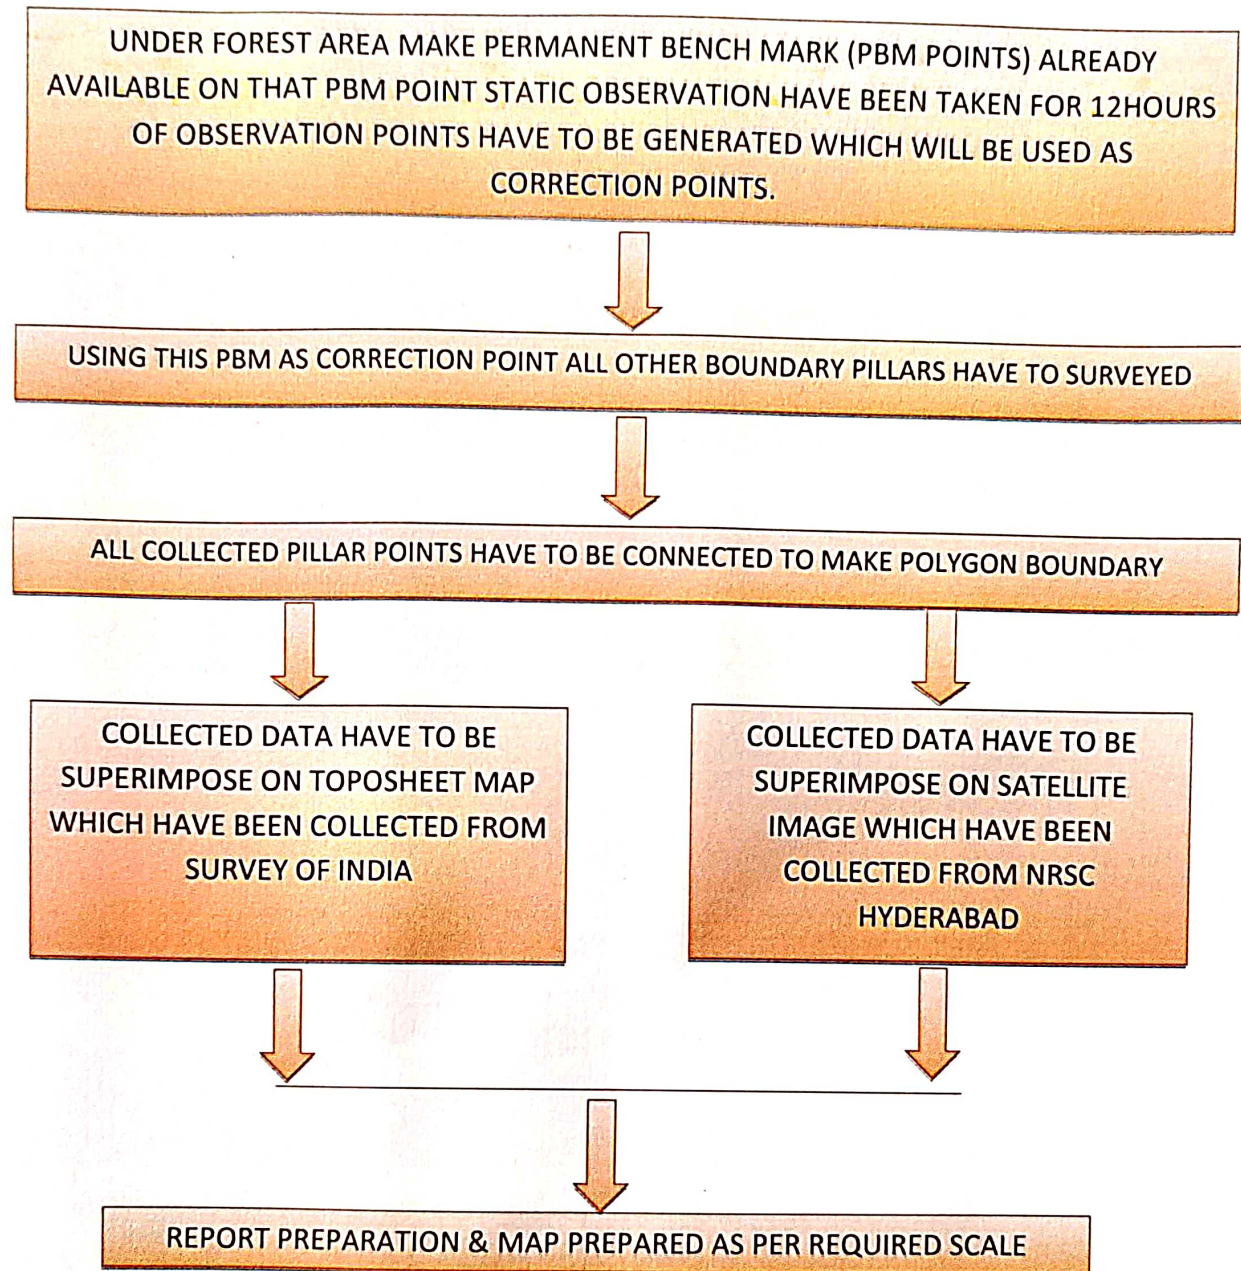 UNDER FOREST AREA MAKE PERMANENT BENCH MARK (PBM POINTS) ALREADY
AVAILABLE ON THAT PBM POINT STATIC OBSERVATION HAVE BEEN TAKEN FOR 12HOURS
OF OBSERVATION POINTS HAVE TO BE GENERATED WHICH WILL BE USED AS
CORRECTION POINTS.
USING THIS PBM AS CORRECTION POINT ALL OTHER BOUNDARY PILLARS HAVE TO SURVEYED
ALL COLLECTED PILLAR POINTS HAVE TO BE CONNECTED TO MAKE POLYGON BOUNDARY
COLLECTED DATA HAVE TO BE
SUPERIMPOSE ON TOPOSHEET MAP
WHICH HAVE BEEN COLLECTED FROM
SURVEY OF INDIA
COLLECTED DATA HAVE TO BE
SUPERIMPOSE ON SATELLITE
IMAGE WHICH HAVE BEEN
COLLECTED FROM NRSC
HYDERABAD
REPORT PREPARATION & MAP PREPARED AS PER REQUIRED SCALE